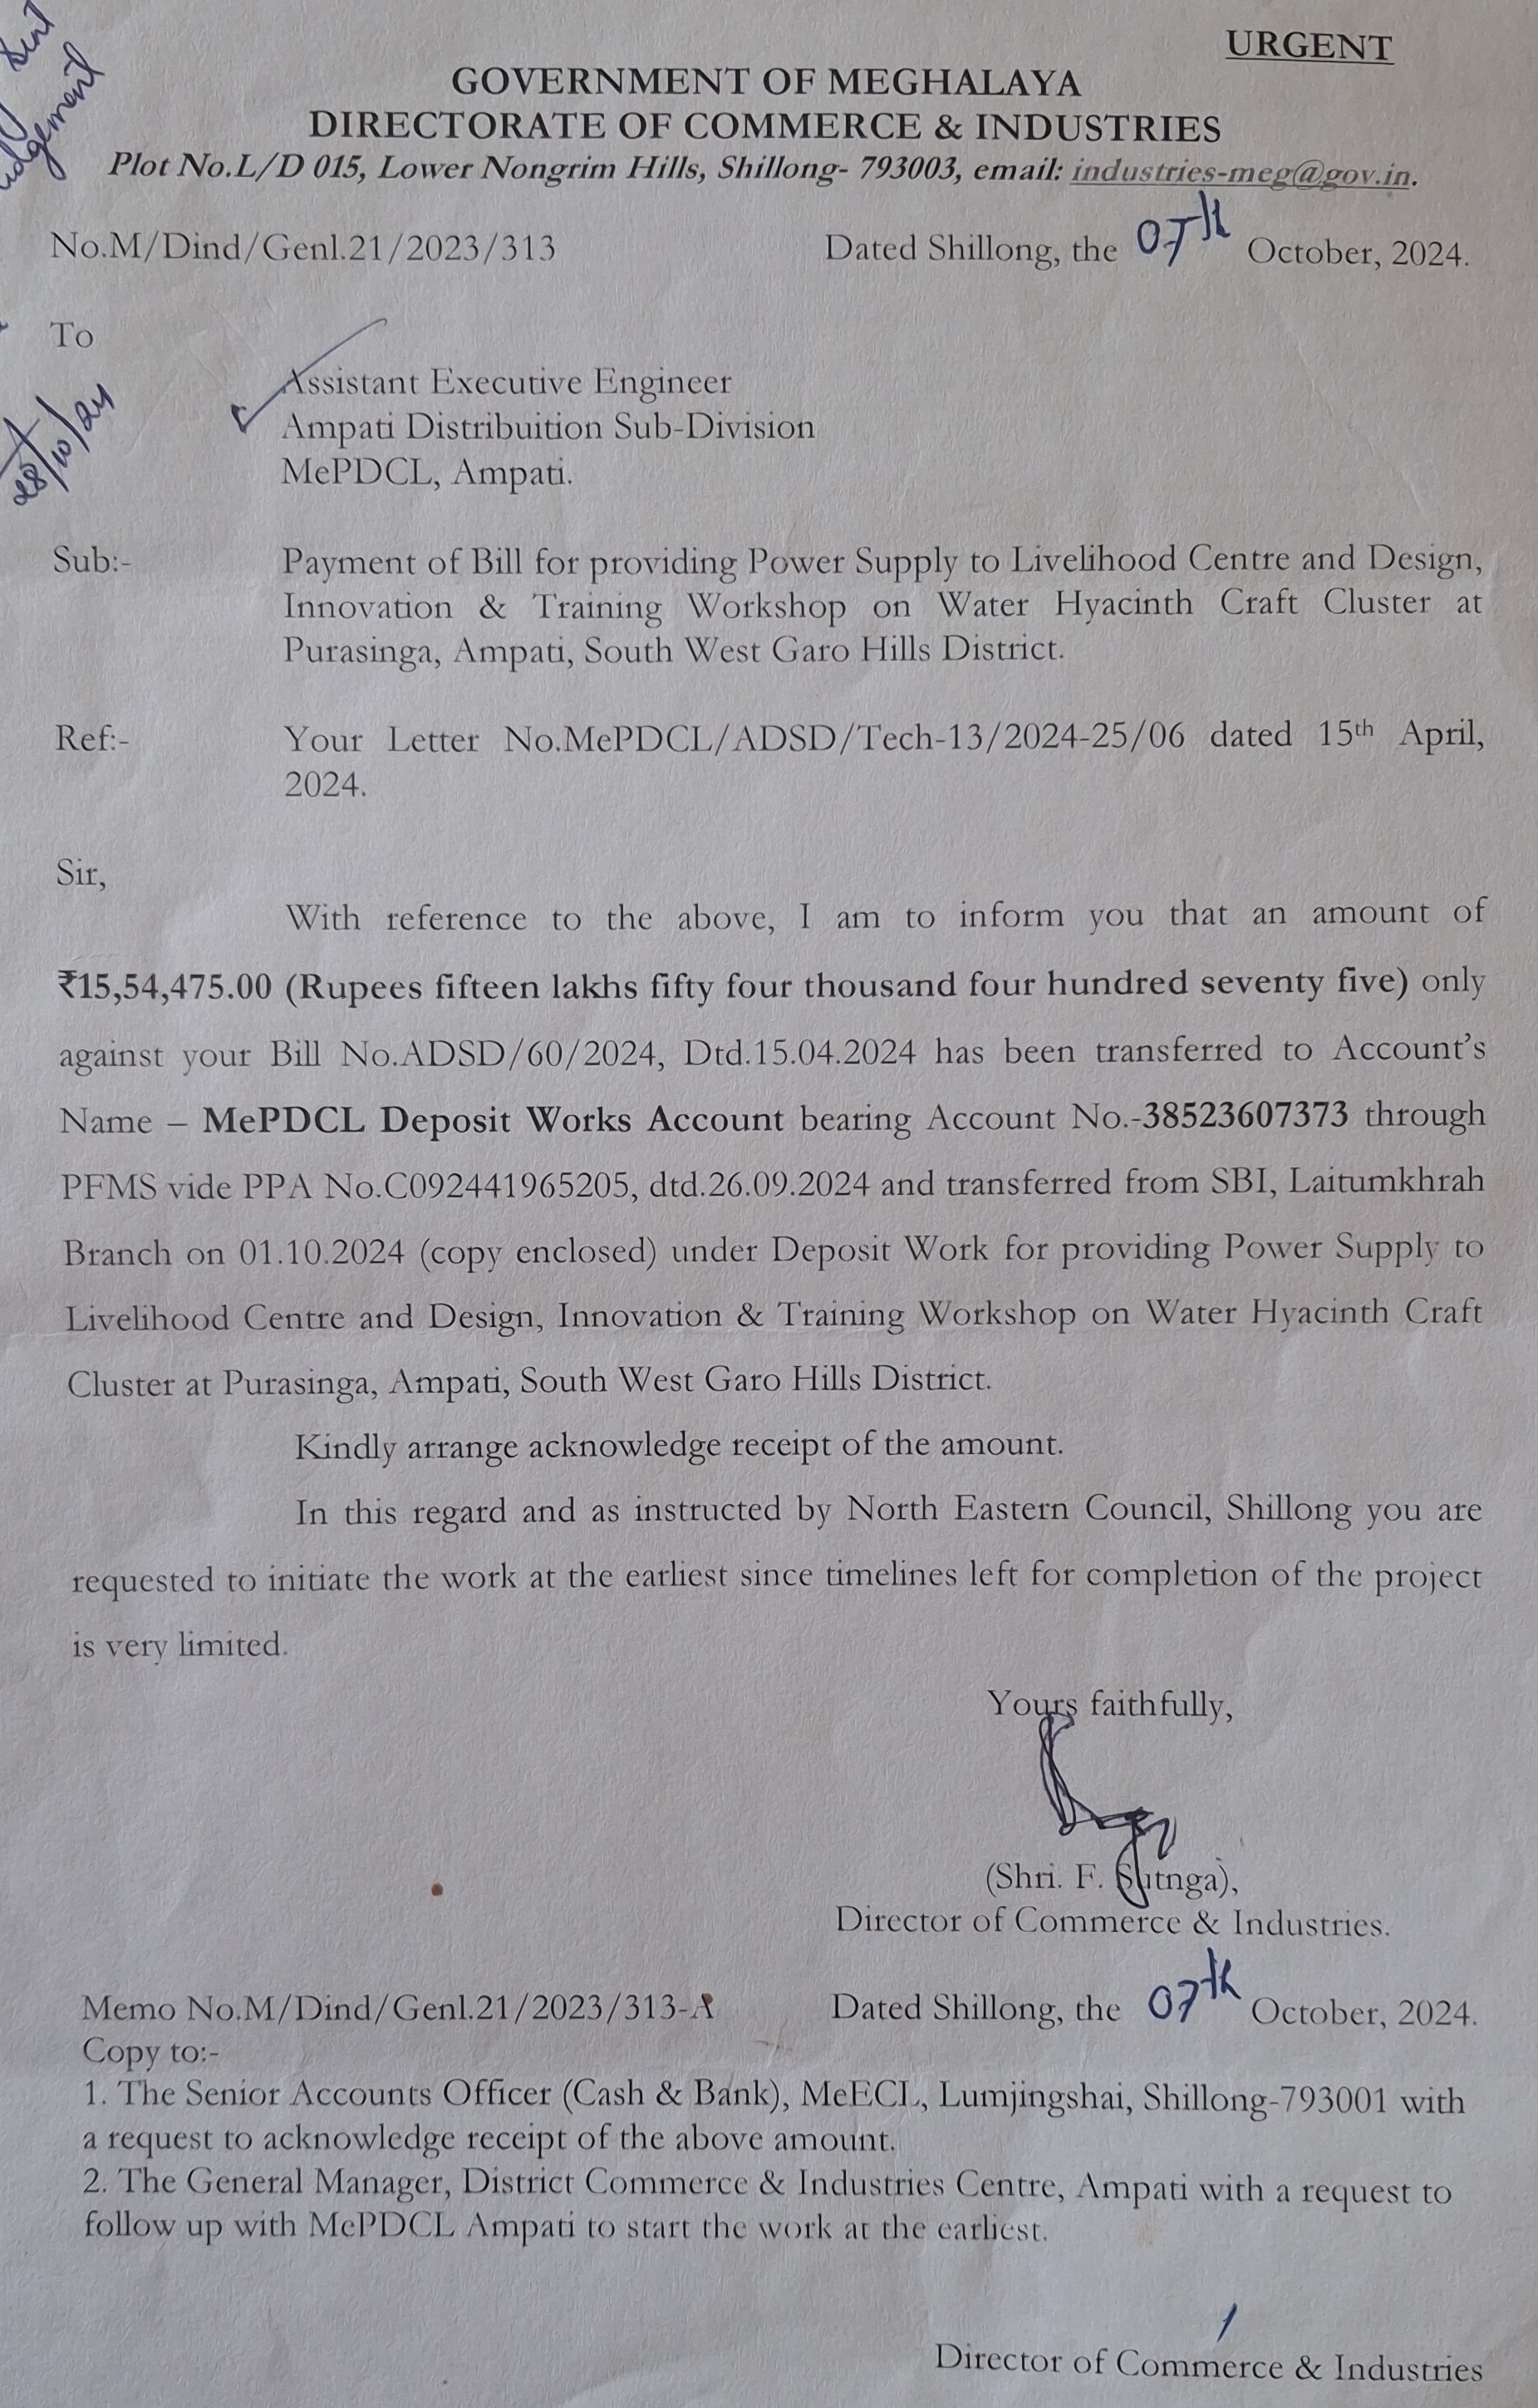 Sent
URGENT
GOVERNMENT OF MEGHALAYA
DIRECTORATE OF COMMERCE & INDUSTRIES
Plot No.L/D 015, Lower Nongrim Hills, Shillong- 793003, email: industries-meg@gov.in.
No.M/Dind/Genl.21/2023/313 Dated Shillong, the 07th October, 2024.
To
Assistant Executive Engineer
Ampati Distribuition Sub-Division
MePDCL, Ampati.
28/10/24
Sub:- Payment of Bill for providing Power Supply to Livelihood Centre and Design,
Innovation & Training Workshop on Water Hyacinth Craft Cluster at
Purasinga, Ampati, South West Garo Hills District.
Ref:- Your Letter No.MePDCL/ADSD/Tech-13/2024-25/06 dated 15th April,
2024.
Sir,
With reference to the above, I am to inform you that an amount of
₹15,54,475.00 (Rupees fifteen lakhs fifty four thousand four hundred seventy five) only
against your Bill No.ADSD/60/2024, Dtd.15.04.2024 has been transferred to Account’s
Name – MePDCL Deposit Works Account bearing Account No.-38523607373 through
PFMS vide PPA No.C092441965205, dtd.26.09.2024 and transferred from SBI, Laitumkhrah
Branch on 01.10.2024 (copy enclosed) under Deposit Work for providing Power Supply to
Livelihood Centre and Design, Innovation & Training Workshop on Water Hyacinth Craft
Cluster at Purasinga, Ampati, South West Garo Hills District.
Kindly arrange acknowledge receipt of the amount.
In this regard and as instructed by North Eastern Council, Shillong you are
requested to initiate the work at the earliest since timelines left for completion of the project
is very limited.
Yours faithfully,
(Shri. F. Sutnga),
Director of Commerce & Industries.
Memo No.M/Dind/Genl.21/2023/313-A Dated Shillong, the 07th October, 2024.
Copy to:-
1. The Senior Accounts Officer (Cash & Bank), MeECL, Lumjingshai, Shillong-793001 with
a request to acknowledge receipt of the above amount.
2. The General Manager, District Commerce & Industries Centre, Ampati with a request to
follow up with MePDCL Ampati to start the work at the earliest.
Director of Commerce & Industries